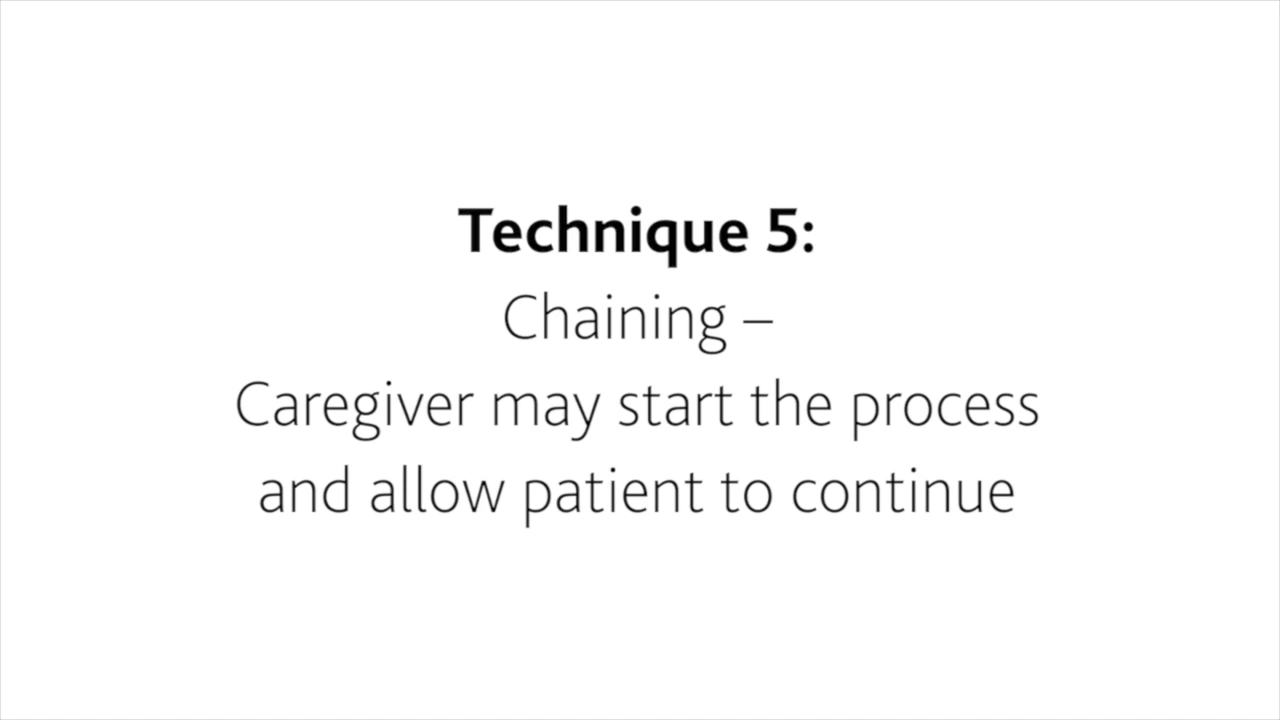 Technique 5:
Chaining –
Caregiver may start the process
and allow patient to continue